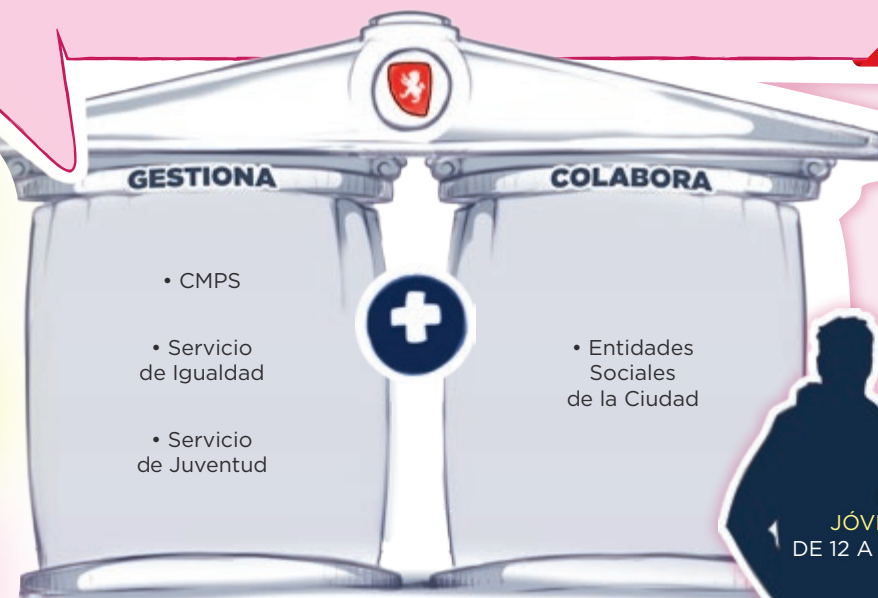 GESTIONA
• CMPS
• Servicio
de Igualdad
• Servicio
de Juventud
COLABORA
• Entidades
Sociales
de la Ciudad
DE 12 A